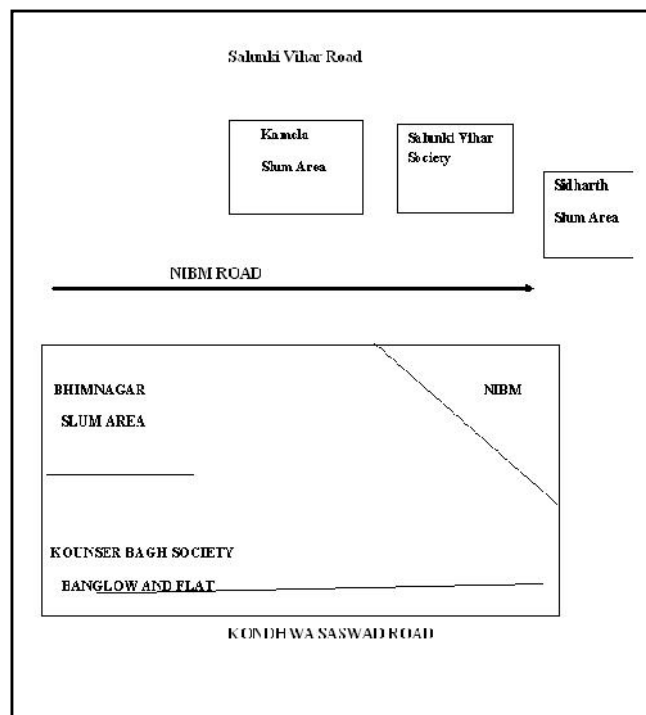 Salunki Vihar Road
Kamela
Slum Area
Salunki Vihar
Society
Sidharth
Slum Area
NIBM ROAD
BHIMNAGAR
SLUM AREA
NIBM
KOUNSER BAGH SOCIETY
BANGLOW AND FLAT
KONDHWA SASWAD ROAD